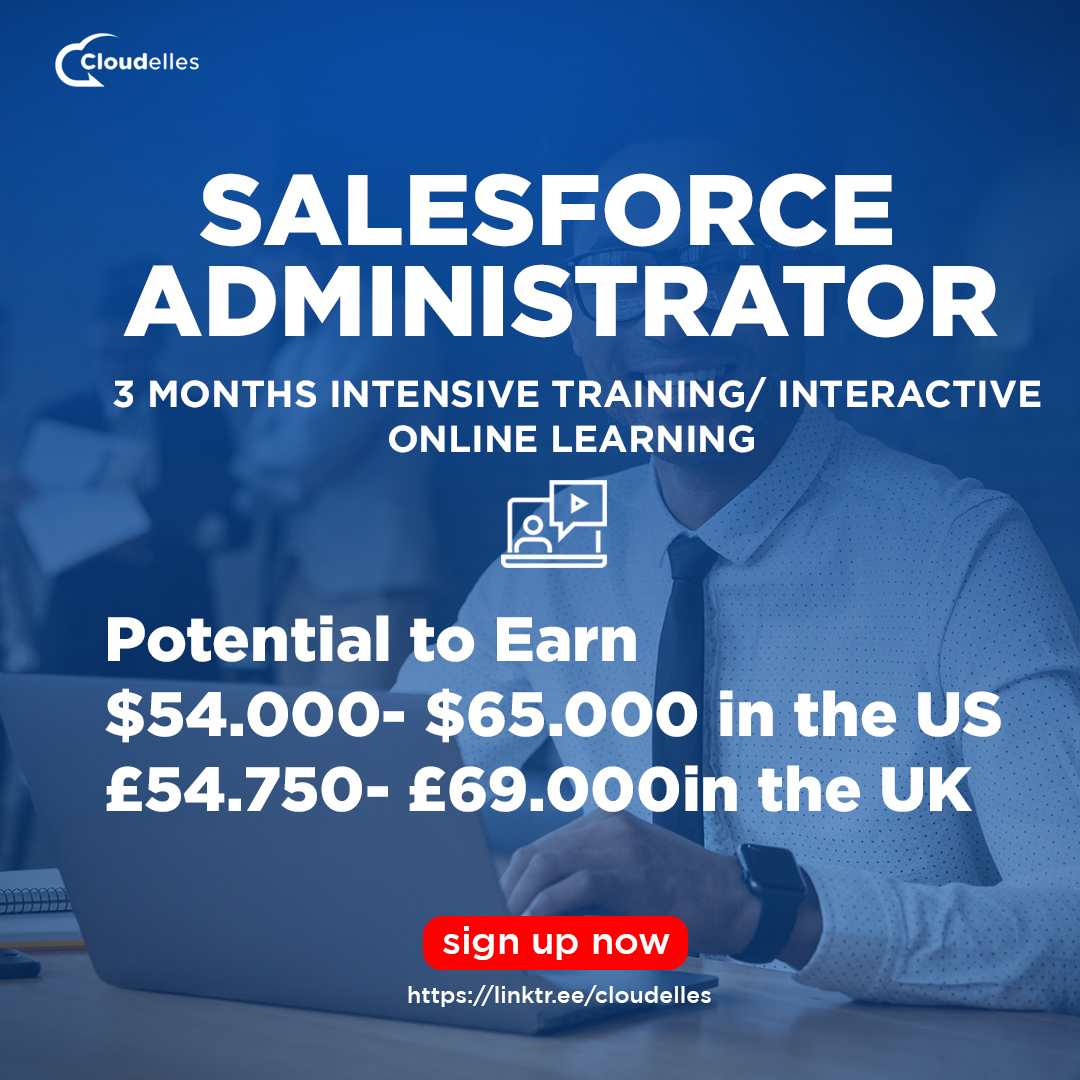 Cloudelles
SALESFORCE
ADMINISTRATOR
3 MONTHS INTENSIVE TRAINING/ INTERACTIVE
ONLINE LEARNING
Potential to Earn
$54.000- $65.000 in the US
£54.750- £69.000in the UK
sign up now
https://linktr.ee/cloudelles